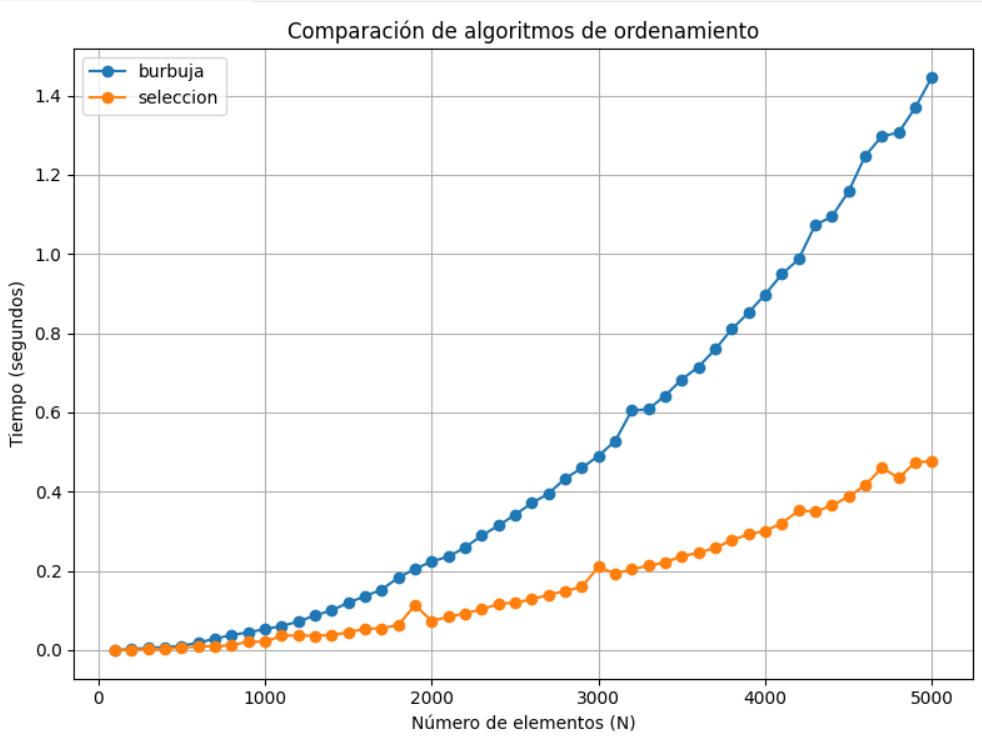 Comparación de algoritmos de ordenamiento
burbuja
seleccion
1.4
1.2
1.0
0.8
0.6
0.4
0.2
0.0
Tiempo (segundos)
0 1000 2000 3000 4000 5000
Número de elementos (N)